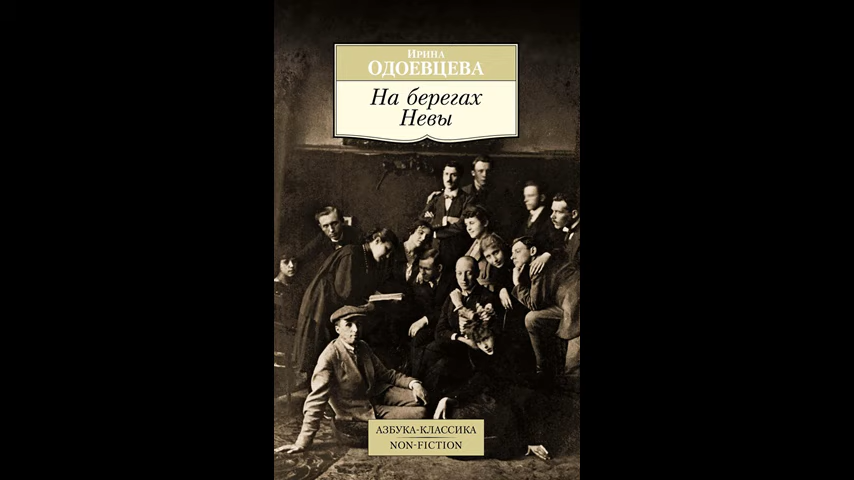 Ирина
ОДОЕВЦЕВА
На берегах
Невы
АЗБУКА-КЛАССИКА
NON-FICTION